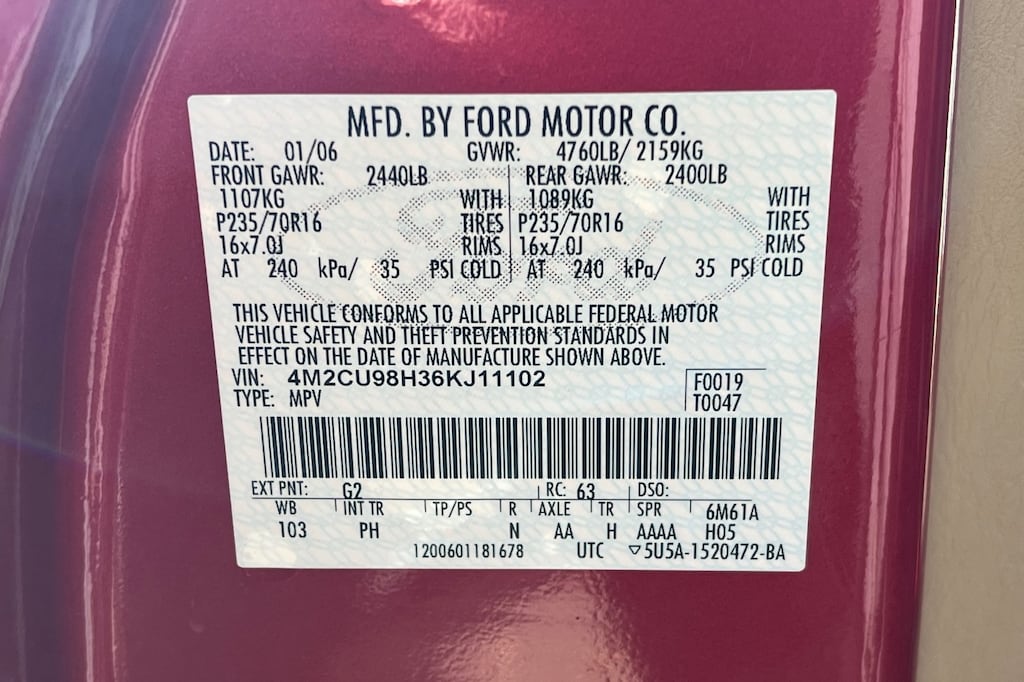 MFD. BY FORD MOTOR CO.
DATE: 01/06 GVWR: 4760LB/ 2159KG
FRONT GAWR: 2440LB REAR GAWR: 2400LB
1107KG WITH 1089KG WITH
P235/70R16 TIRES P235/70R16 TIRES
16x7.0J RIMS 16x7.0J RIMS
AT 240 kPa/ 35 PSI COLD AT 240 kPa/ 35 PSI COLD
THIS VEHICLE CONFORMS TO ALL APPLICABLE FEDERAL MOTOR
VEHICLE SAFETY AND THEFT PREVENTION STANDARDS IN
EFFECT ON THE DATE OF MANUFACTURE SHOWN ABOVE.
VIN: 4M2CU98H36KJ11102 F0019
TYPE: MPV T0047
EXT PNT: G2 RC: 63 DSO:
WB INT TR TP/PS R AXLE TR SPR 6M61A
103 PH N AA H AAAA H05
1200601181678 UTC ▽5U5A-1520472-BA
Ford